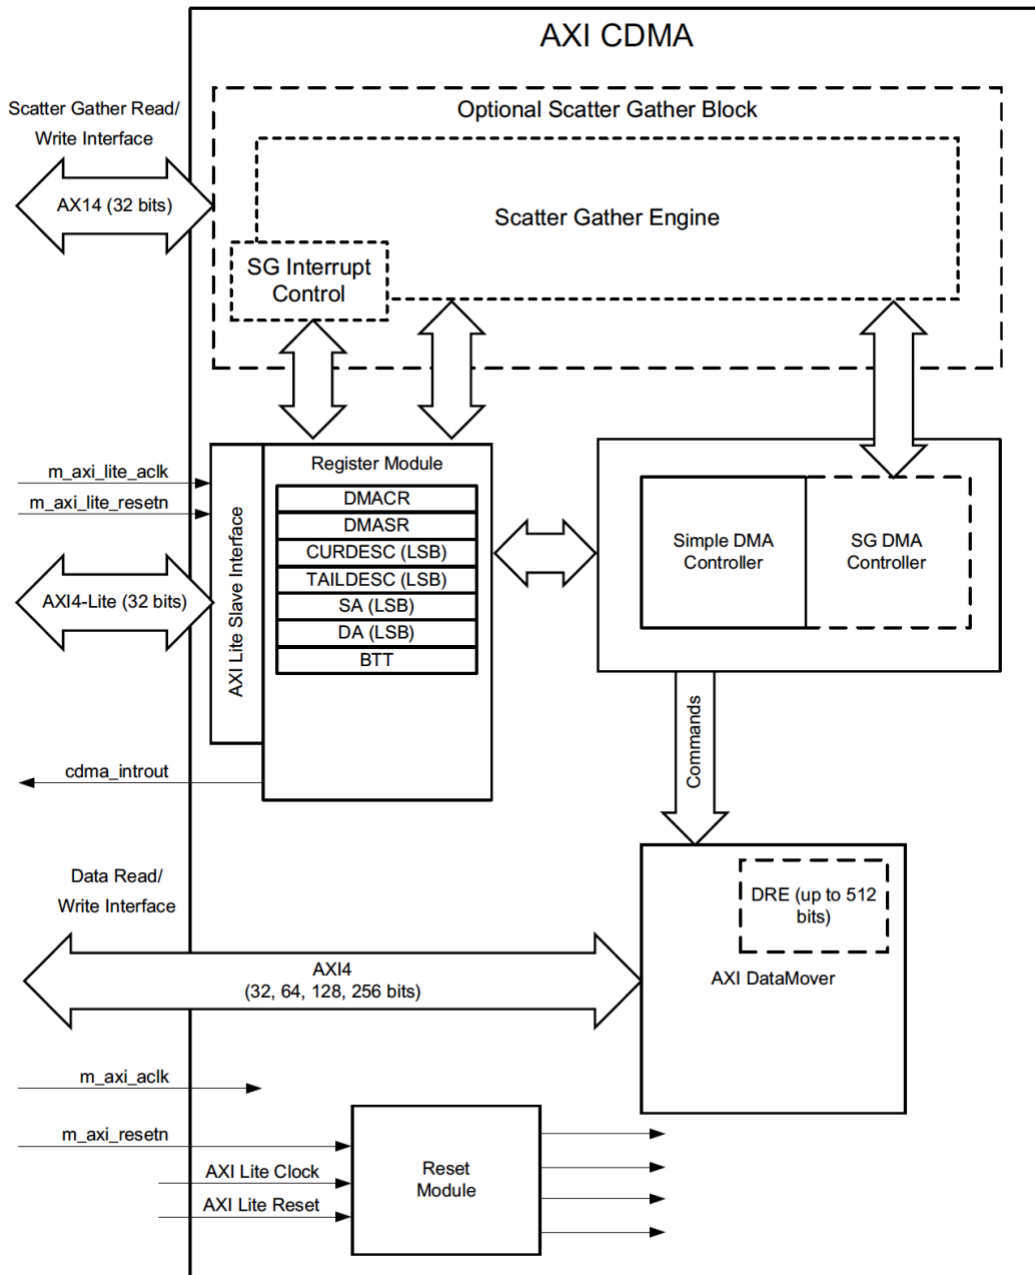 AXI CDMA
Scatter Gather Read/
Write Interface
Optional Scatter Gather Block
AX14 (32 bits)
Scatter Gather Engine
SG Interrupt
Control
m_axi_lite_aclk
m_axi_lite_resetn
AXI4-Lite (32 bits)
AXI Lite Slave Interface
Register Module
DMACR
DMASR
CURDESC (LSB)
TAILDESC (LSB)
SA (LSB)
DA (LSB)
BTT
Simple DMA
Controller
SG DMA
Controller
Commands
cdma_introut
Data Read/
Write Interface
AXI4
(32, 64, 128, 256 bits)
DRE (up to 512
bits)
AXI DataMover
m_axi_aclk
m_axi_resetn
AXI Lite Clock
AXI Lite Reset
Reset
Module